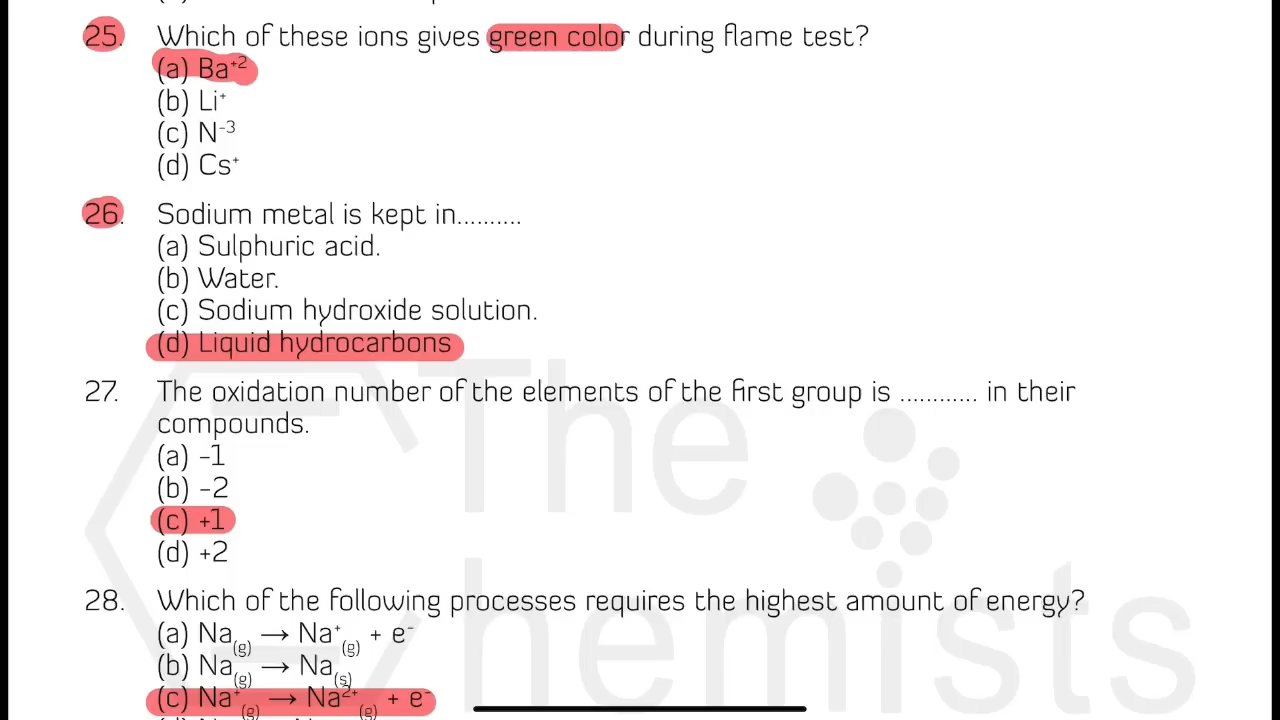 25. Which of these ions gives green color during flame test?
(a) Ba⁺²
(b) Li⁺
(c) N⁻³
(d) Cs⁺
26. Sodium metal is kept in..........
(a) Sulphuric acid.
(b) Water.
(c) Sodium hydroxide solution.
(d) Liquid hydrocarbons
27. The oxidation number of the elements of the first group is ............ in their
compounds.
(a) -1
(b) -2
(c) +1
(d) +2
28. Which of the following processes requires the highest amount of energy?
(a) Na(g) → Na⁺(g) + e⁻
(b) Na(g) → Na(s)
(c) Na⁺(g) → Na²⁺(g) + e⁻
The
Chemists